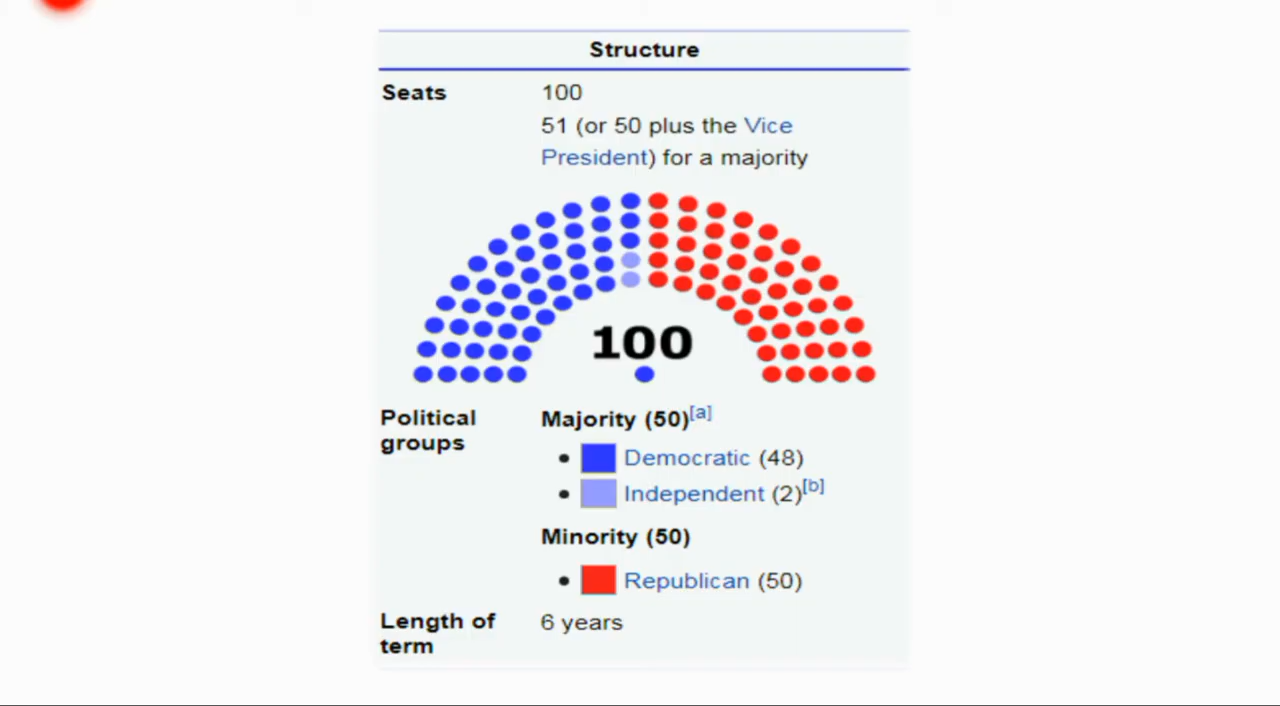 Structure
Seats
100
51 (or 50 plus the Vice
President) for a majority
100
Political
groups
Majority (50)[a]
Democratic (48)
Independent (2)[b]
Minority (50)
Republican (50)
Length of
term
6 years